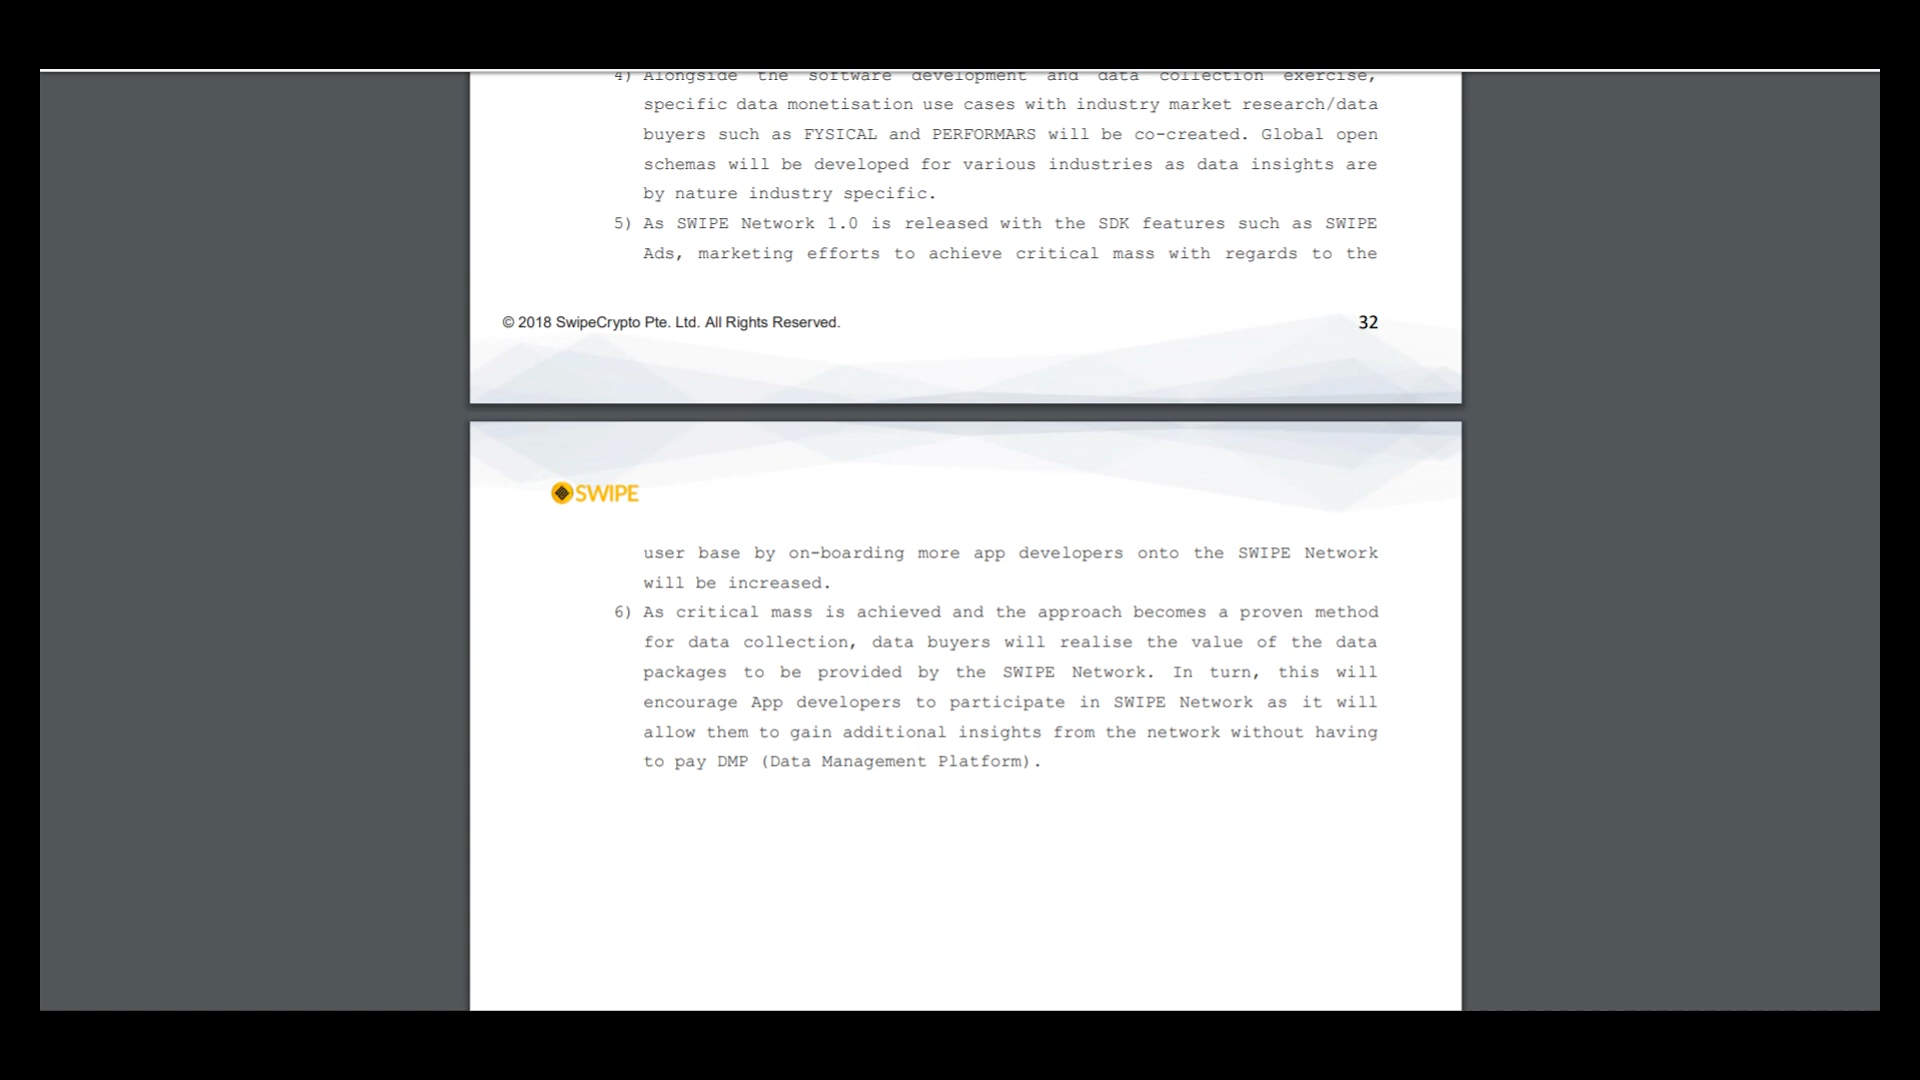 4) Alongside the software development and data collection exercise,
specific data monetisation use cases with industry market research/data
buyers such as FYSICAL and PERFORMARS will be co-created. Global open
schemas will be developed for various industries as data insights are
by nature industry specific.
5) As SWIPE Network 1.0 is released with the SDK features such as SWIPE
Ads, marketing efforts to achieve critical mass with regards to the
© 2018 SwipeCrypto Pte. Ltd. All Rights Reserved.
32
SWIPE
user base by on-boarding more app developers onto the SWIPE Network
will be increased.
6) As critical mass is achieved and the approach becomes a proven method
for data collection, data buyers will realise the value of the data
packages to be provided by the SWIPE Network. In turn, this will
encourage App developers to participate in SWIPE Network as it will
allow them to gain additional insights from the network without having
to pay DMP (Data Management Platform).